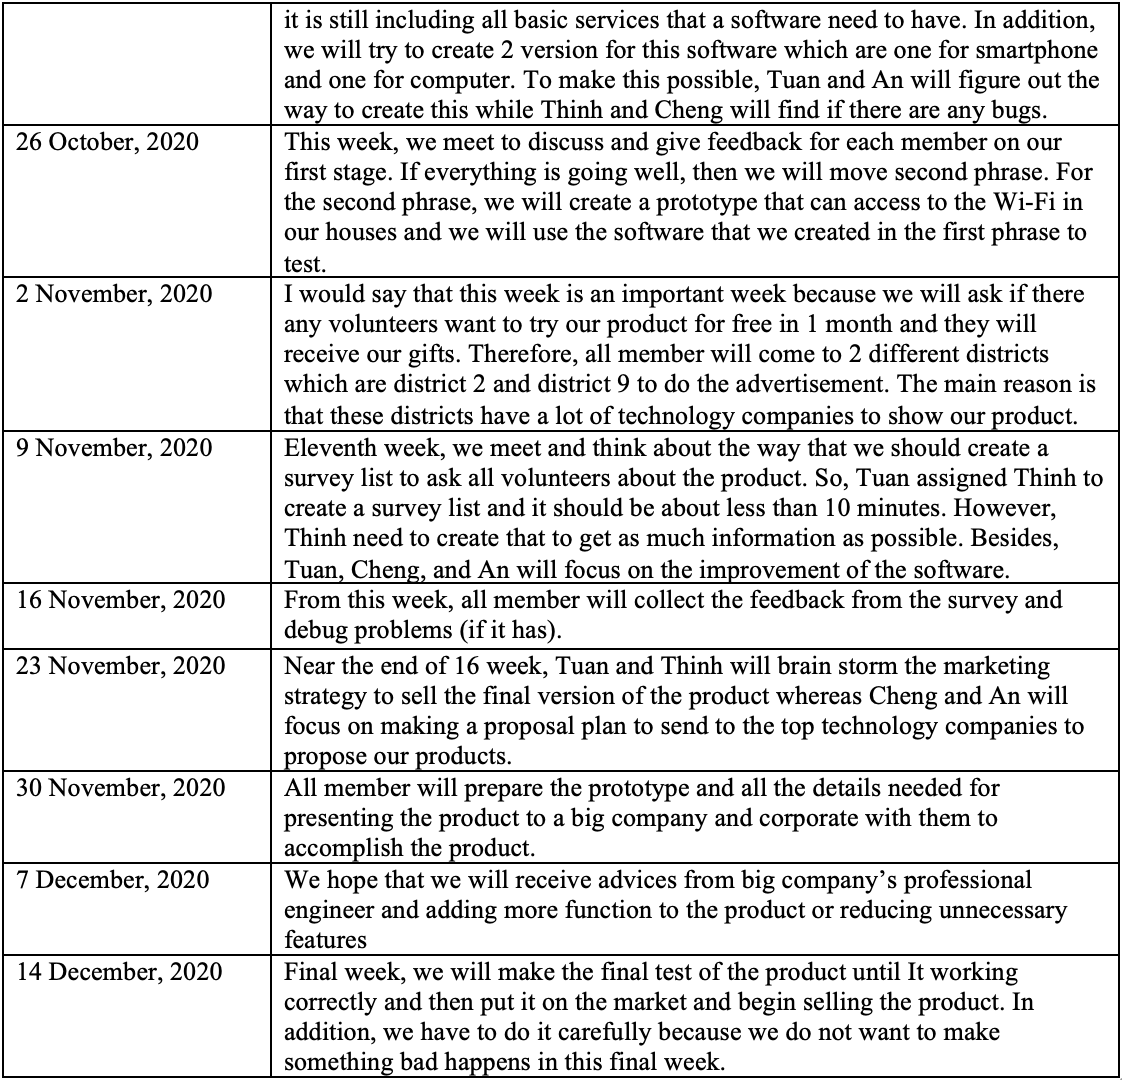 it is still including all basic services that a software need to have. In addition,
we will try to create 2 version for this software which are one for smartphone
and one for computer. To make this possible, Tuan and An will figure out the
way to create this while Thinh and Cheng will find if there are any bugs.
26 October, 2020
This week, we meet to discuss and give feedback for each member on our
first stage. If everything is going well, then we will move second phrase. For
the second phrase, we will create a prototype that can access to the Wi-Fi in
our houses and we will use the software that we created in the first phrase to
test.
2 November, 2020
I would say that this week is an important week because we will ask if there
any volunteers want to try our product for free in 1 month and they will
receive our gifts. Therefore, all member will come to 2 different districts
which are district 2 and district 9 to do the advertisement. The main reason is
that these districts have a lot of technology companies to show our product.
9 November, 2020
Eleventh week, we meet and think about the way that we should create a
survey list to ask all volunteers about the product. So, Tuan assigned Thinh to
create a survey list and it should be about less than 10 minutes. However,
Thinh need to create that to get as much information as possible. Besides,
Tuan, Cheng, and An will focus on the improvement of the software.
16 November, 2020
From this week, all member will collect the feedback from the survey and
debug problems (if it has).
23 November, 2020
Near the end of 16 week, Tuan and Thinh will brain storm the marketing
strategy to sell the final version of the product whereas Cheng and An will
focus on making a proposal plan to send to the top technology companies to
propose our products.
30 November, 2020
All member will prepare the prototype and all the details needed for
presenting the product to a big company and corporate with them to
accomplish the product.
7 December, 2020
We hope that we will receive advices from big company’s professional
engineer and adding more function to the product or reducing unnecessary
features
14 December, 2020
Final week, we will make the final test of the product until It working
correctly and then put it on the market and begin selling the product. In
addition, we have to do it carefully because we do not want to make
something bad happens in this final week.